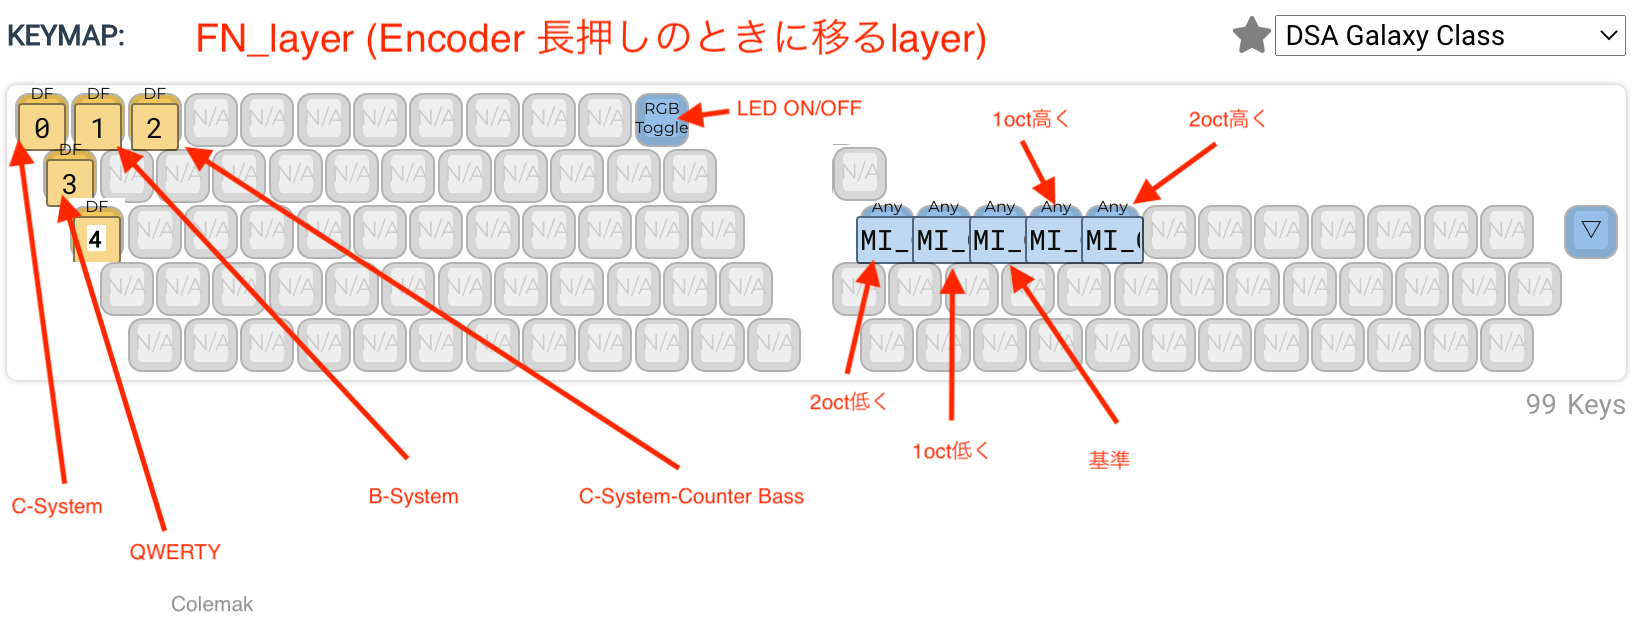 KEYMAP:
FN_layer (Encoder 長押しのときに移るlayer)
DSA Galaxy Class
DF DF DF
0 1 2 N/A N/A N/A N/A N/A N/A N/A N/A RGB Toggle
LED ON/OFF
1oct高く
2oct高く
DF
3 N/A N/A N/A N/A N/A N/A N/A N/A N/A N/A N/A
N/A
DF
4 N/A N/A N/A N/A N/A N/A N/A N/A N/A N/A N/A
Any Any Any Any Any
MI_ MI_ MI_ MI_ MI_ N/A N/A N/A N/A N/A N/A N/A ▽
N/A N/A N/A N/A N/A N/A N/A N/A N/A N/A N/A N/A
N/A N/A N/A N/A N/A N/A N/A N/A N/A N/A N/A N/A N/A
N/A N/A N/A N/A N/A N/A N/A N/A N/A N/A N/A N/A
N/A N/A N/A N/A N/A N/A N/A N/A N/A N/A N/A N/A
2oct低く
99 Keys
1oct低く
基準
C-System
B-System
C-System-Counter Bass
QWERTY
Colemak